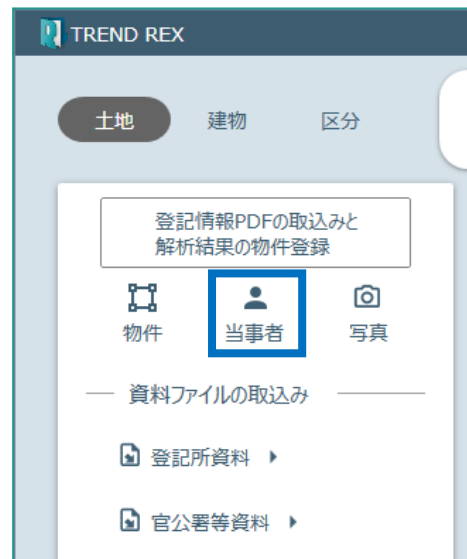 TREND REX
土地 建物 区分
登記情報PDFの取込みと
解析結果の物件登録
物件 当事者 写真
資料ファイルの取込み
登記所資料
官公署等資料